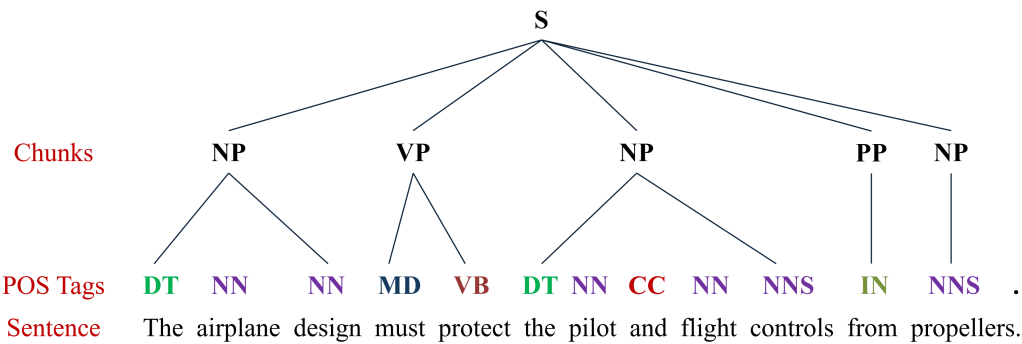 S
Chunks NP VP NP PP NP
POS Tags DT NN NN MD VB DT NN CC NN NNS IN NNS .
Sentence The airplane design must protect the pilot and flight controls from propellers.